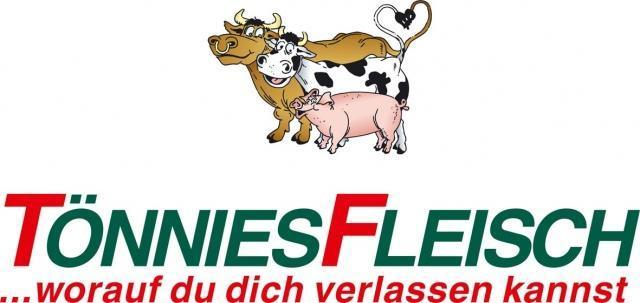 TÖNNIESFLEISCH
...worauf du dich verlassen kannst